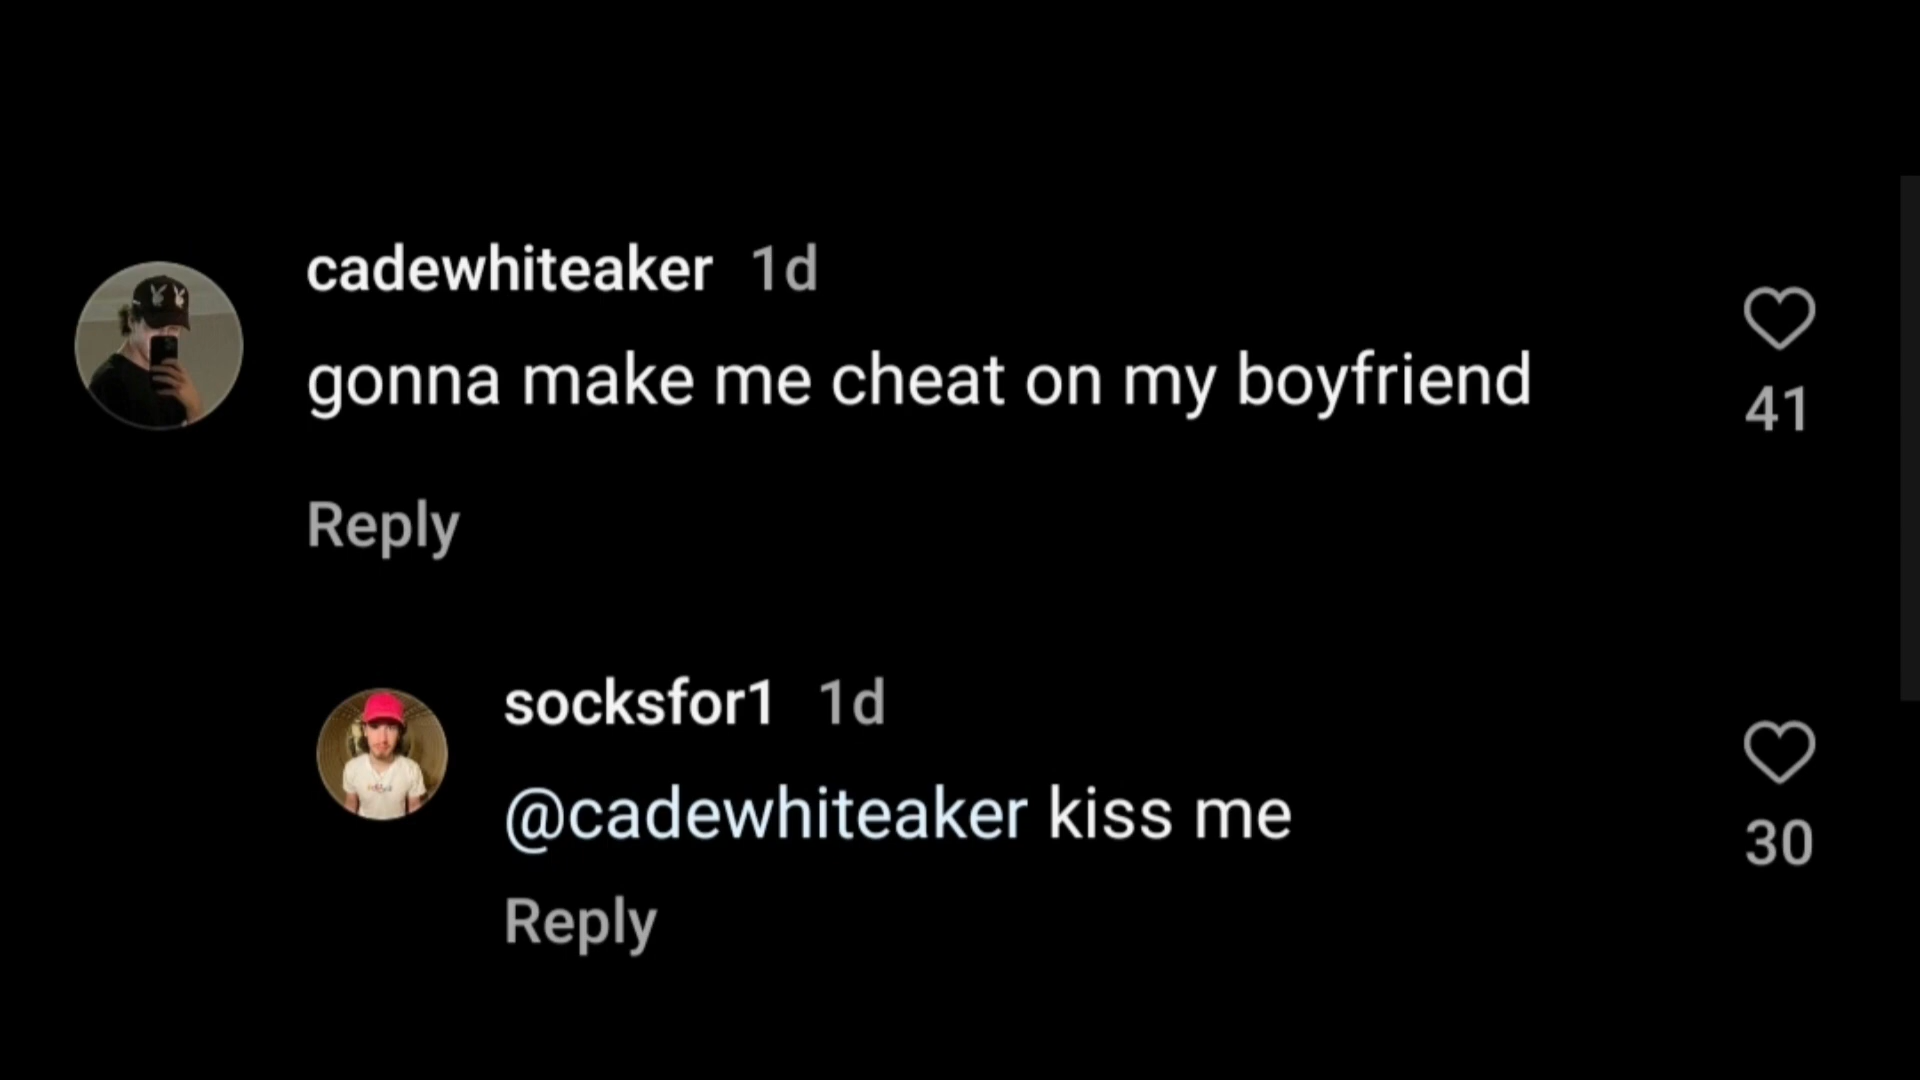 cadewhiteaker 1d
gonna make me cheat on my boyfriend
41
Reply
socksfor1 1d
@cadewhiteaker kiss me
30
Reply